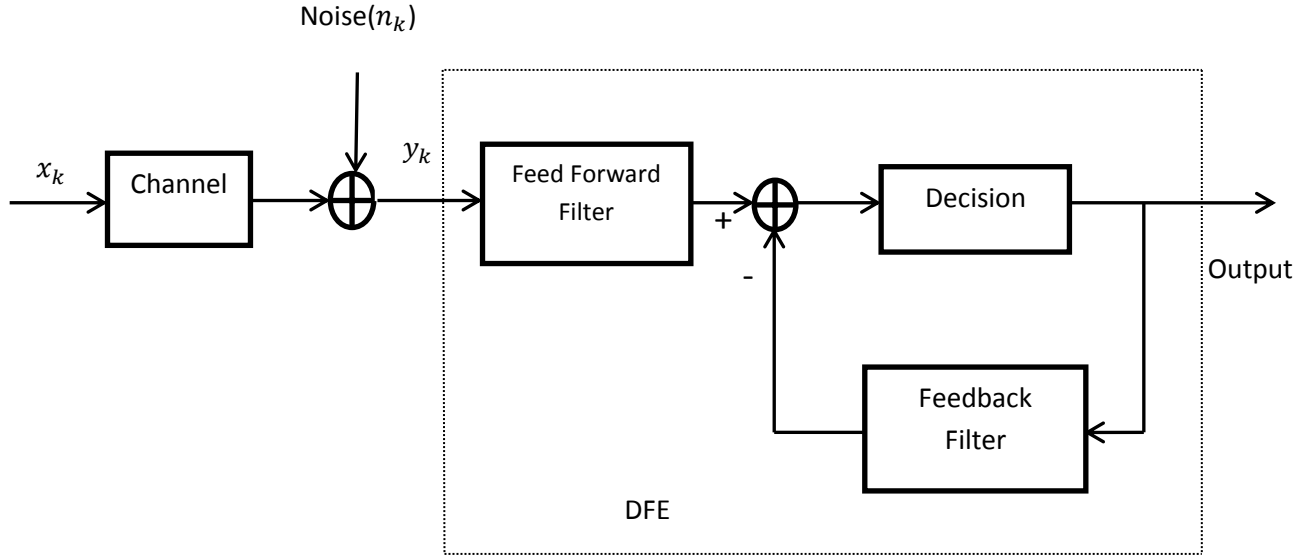 Noise(n_k)
x_k
Channel
y_k
Feed Forward
Filter
+
-
Decision
Output
Feedback
Filter
DFE